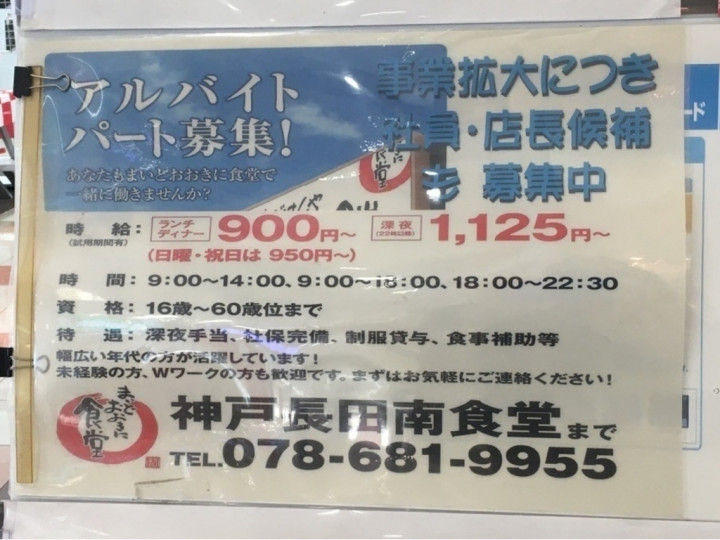 アルバイト
パート募集!
あなたもまいどおおきに食堂で
一緒に働きませんか?
事業拡大につき
社員・店長候補
も 募集中
時 給:
(試用期間有)
ランチ
ディナー
900円~
深夜
(22時以降)
1,125円~
(日曜・祝日は 950円~)
時 間:9:00~14:00、9:00~18:00、18:00~22:30
資 格:16歳~60歳位まで
待 遇:深夜手当、社保完備、制服貸与、食事補助等
幅広い年代の方が活躍しています!
未経験の方、Wワークの方も歓迎です。まずはお気軽にご連絡ください!
まいど
おおきに
食堂
神戸長田南食堂まで
TEL.078-681-9955